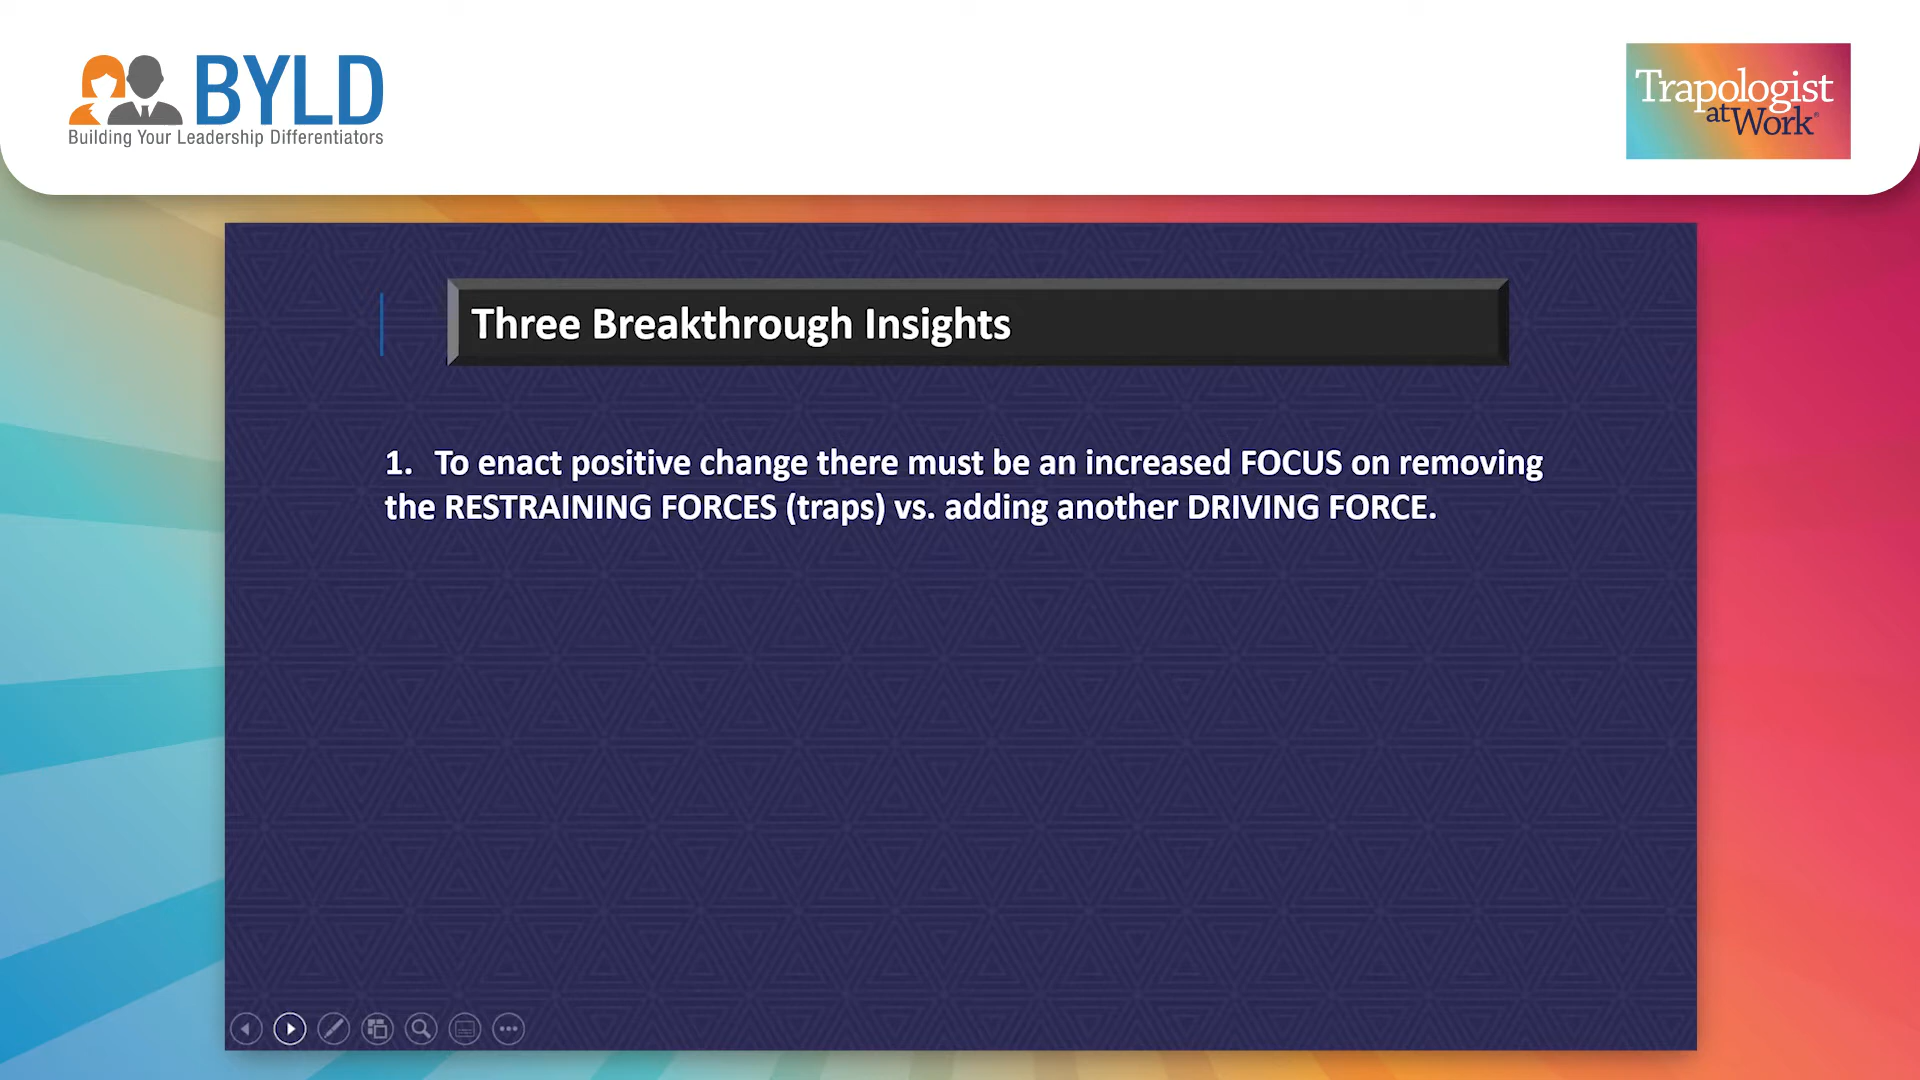 BYLD
Building Your Leadership Differentiators
Trapologist
at Work®
Three Breakthrough Insights
1. To enact positive change there must be an increased FOCUS on removing
the RESTRAINING FORCES (traps) vs. adding another DRIVING FORCE.